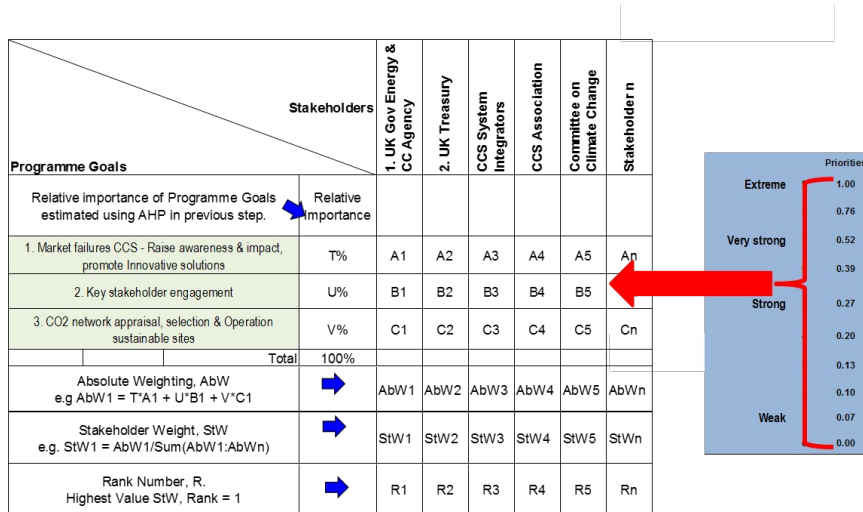 Stakeholders
Programme Goals
1. UK Gov Energy &
CC Agency
2. UK Treasury
CCS System
Integrators
CCS Association
Committee on
Climate Change
Stakeholder n
Relative importance of Programme Goals
estimated using AHP in previous step.
Relative
Importance
1. Market failures CCS - Raise awareness & impact,
promote Innovative solutions
T% A1 A2 A3 A4 A5 An
2. Key stakeholder engagement
U% B1 B2 B3 B4 B5
3. CO2 network appraisal, selection & Operation
sustainable sites
V% C1 C2 C3 C4 C5 Cn
Total 100%
Absolute Weighting, AbW
e.g AbW1 = T*A1 + U*B1 + V*C1
AbW1 AbW2 AbW3 AbW4 AbW5 AbWn
Stakeholder Weight, StW
e.g. StW1 = AbW1/Sum(AbW1:AbWn)
StW1 StW2 StW3 StW4 StW5 StWn
Rank Number, R.
Highest Value StW, Rank = 1
R1 R2 R3 R4 R5 Rn
Priorities
Extreme 1.00
0.76
Very strong 0.52
0.39
Strong 0.27
0.20
0.13
0.10
Weak 0.07
0.00